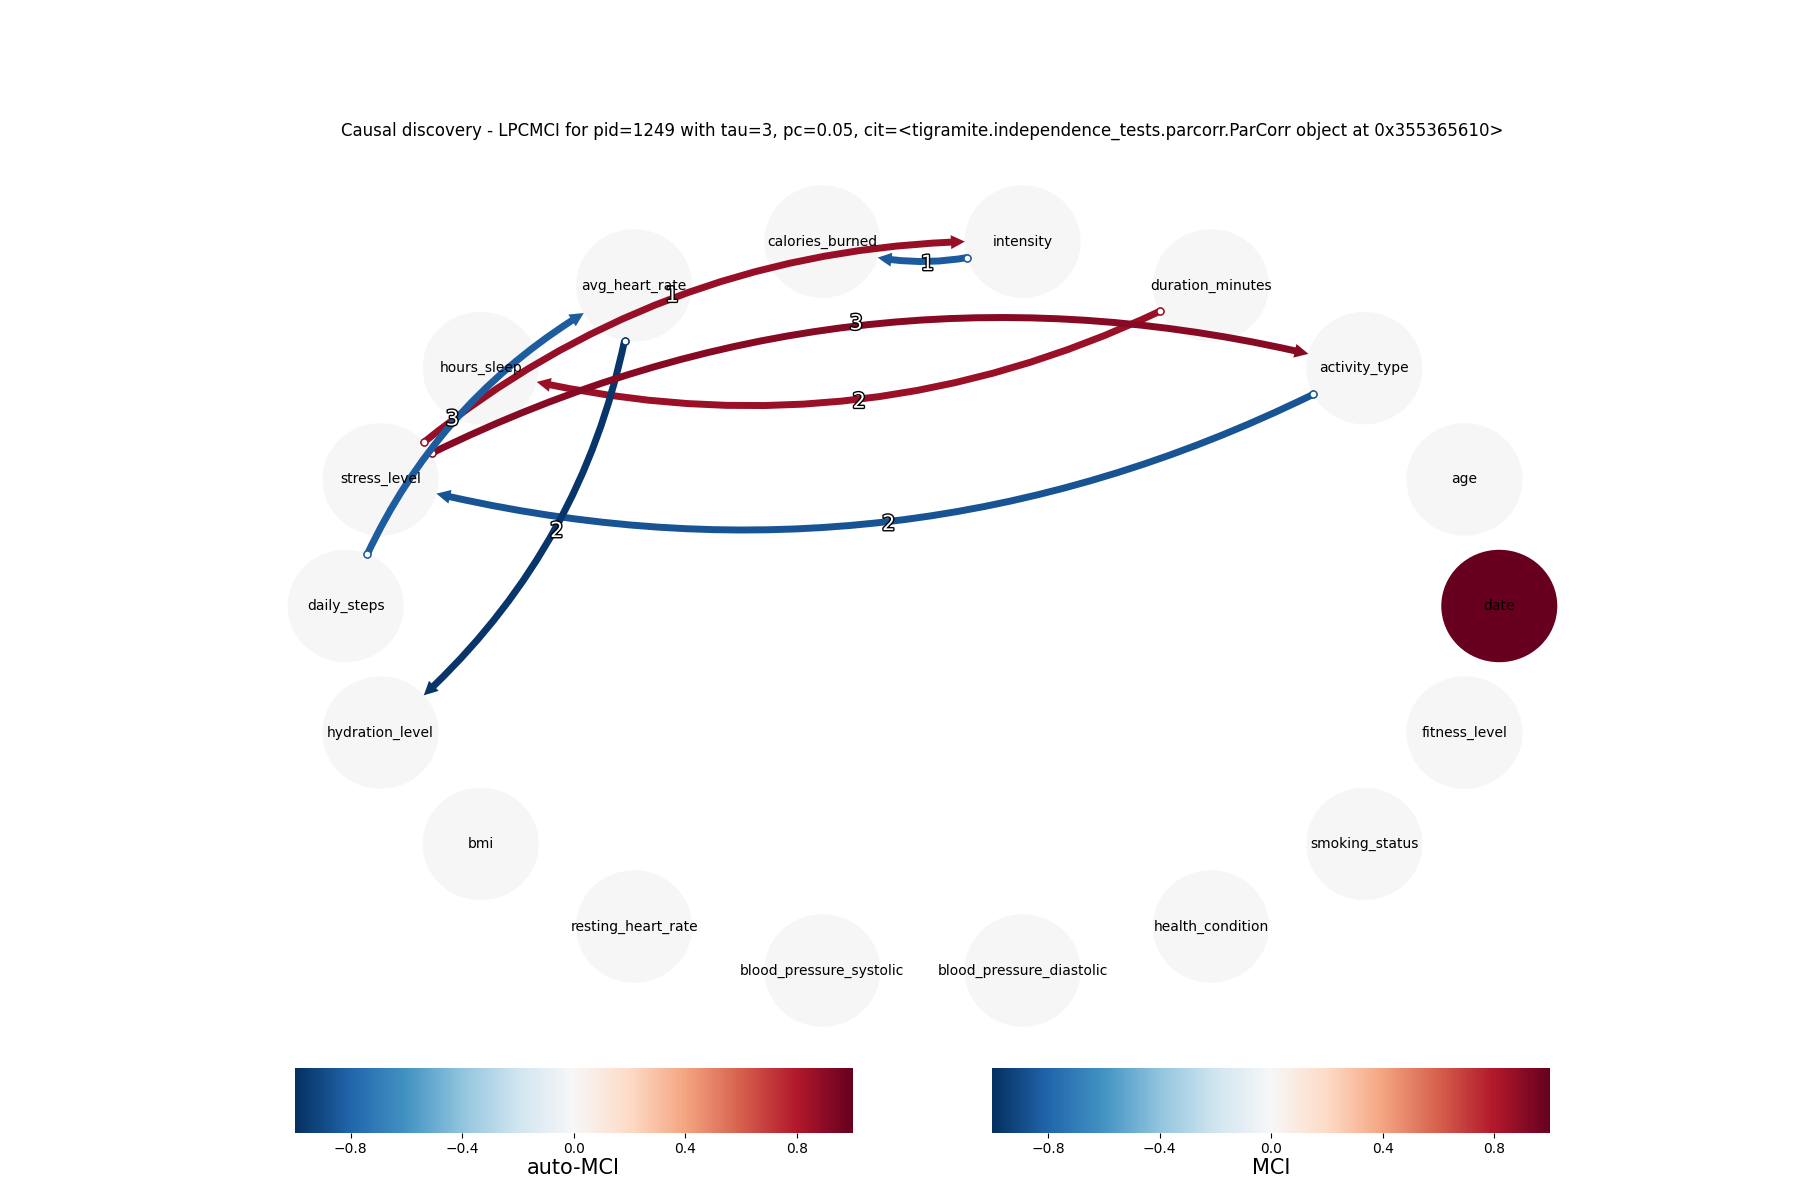 Causal discovery - LPCMCI for pid=1249 with tau=3, pc=0.05, cit=<tigramite.independence_tests.parcorr.ParCorr object at 0x355365610>
calories_burned
intensity
1
avg_heart_rate
duration_minutes
1
3
hours_sleep
activity_type
2
3
stress_level
age
2
2
daily_steps
date
hydration_level
fitness_level
bmi
smoking_status
resting_heart_rate
health_condition
blood_pressure_systolic
blood_pressure_diastolic
−0.8 −0.4 0.0 0.4 0.8
auto-MCI
−0.8 −0.4 0.0 0.4 0.8
MCI